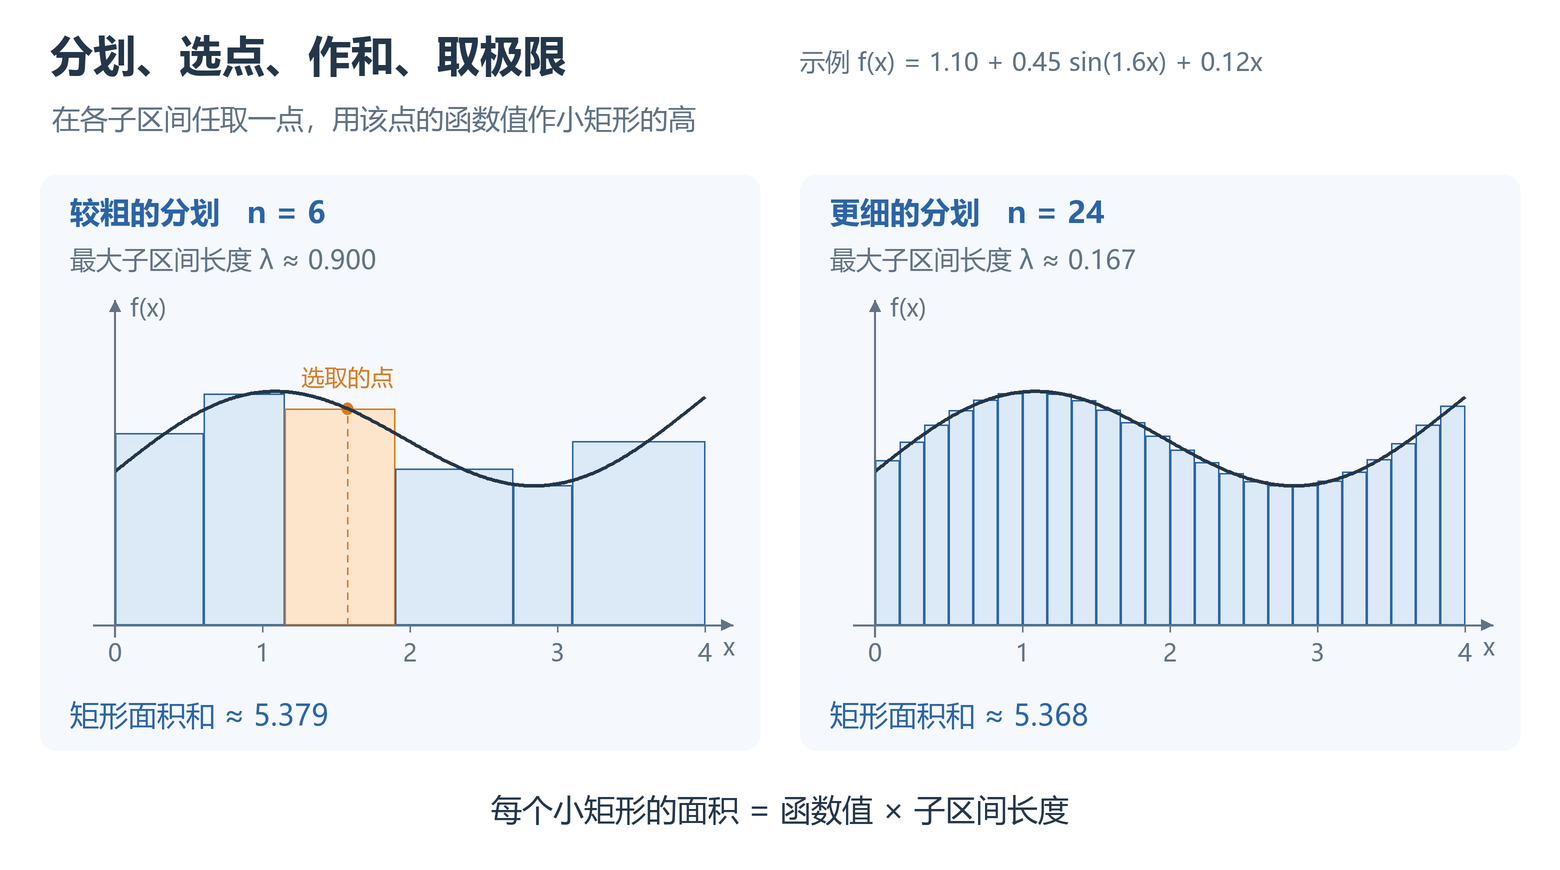 分划、选点、作和、取极限
示例 f(x) = 1.10 + 0.45 sin(1.6x) + 0.12x
在各子区间任取一点，用该点的函数值作小矩形的高
较粗的分划 n = 6
最大子区间长度 λ ≈ 0.900
f(x)
选取的点
0 1 2 3 4 x
矩形面积和 ≈ 5.379
更细的分划 n = 24
最大子区间长度 λ ≈ 0.167
f(x)
0 1 2 3 4 x
矩形面积和 ≈ 5.368
每个小矩形的面积 = 函数值 × 子区间长度